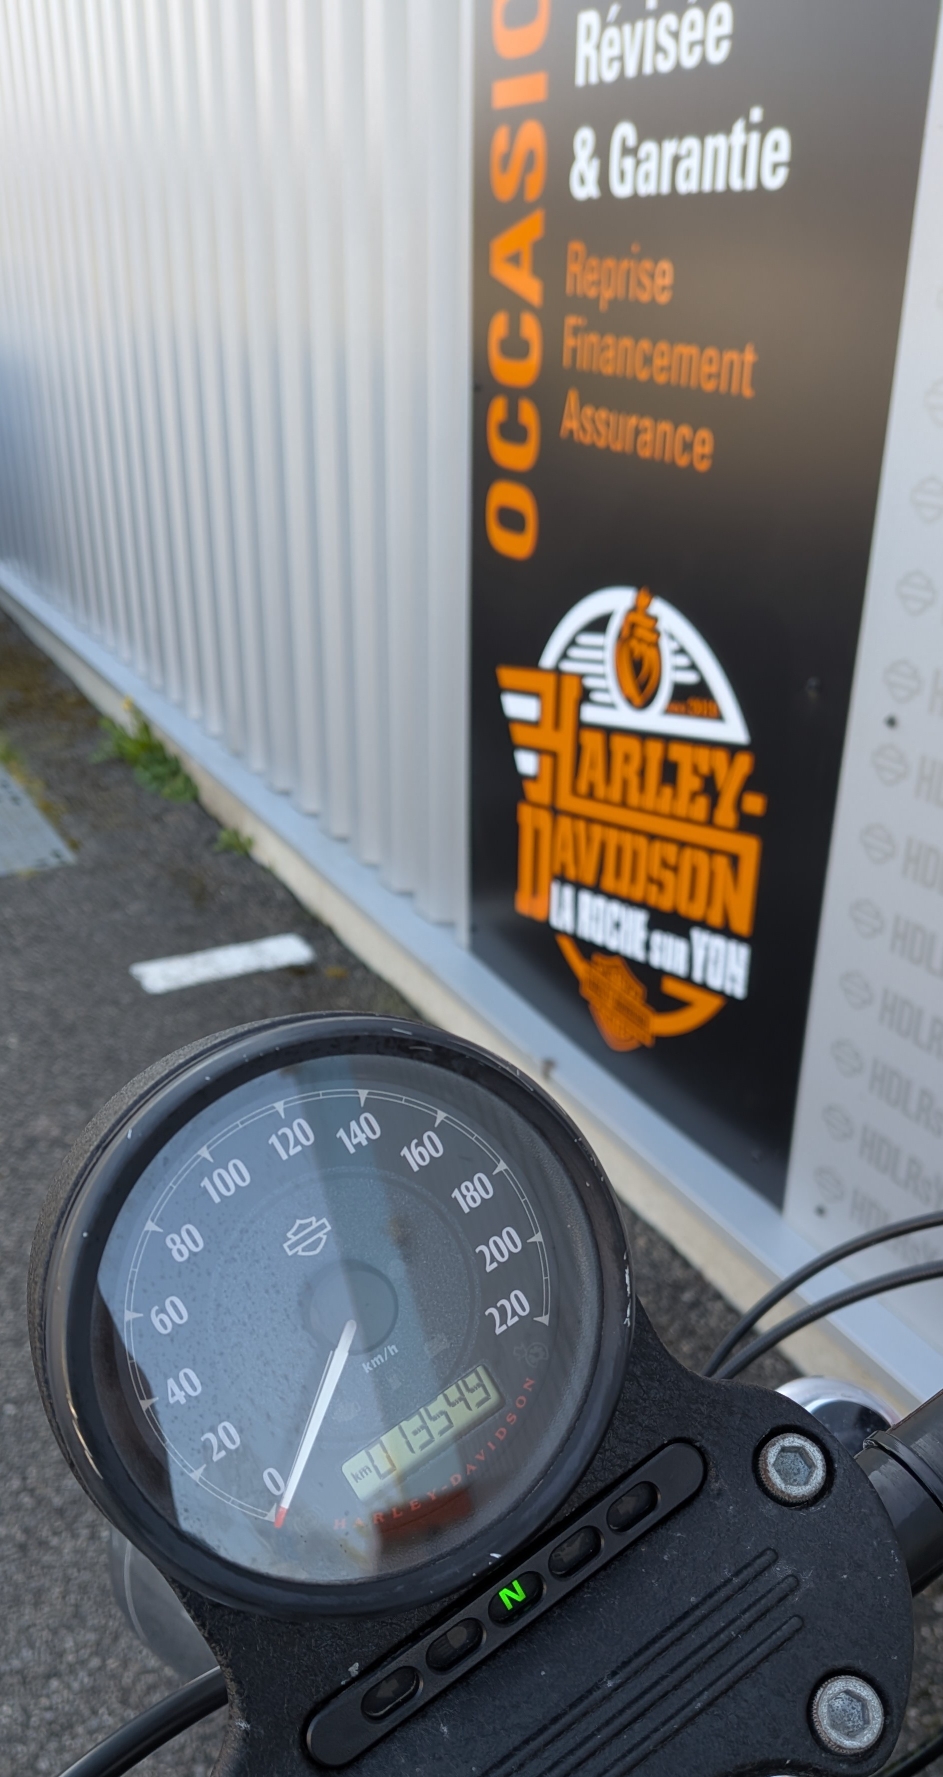 OCCASIO
Révisée
& Garantie
Reprise
Financement
Assurance
HARLEY-
DAVIDSON
LA ROCHE sur YON
0
20
40
60
80
100
120
140
160
180
200
220
km/h
km 013549
HARLEY-DAVIDSON
N